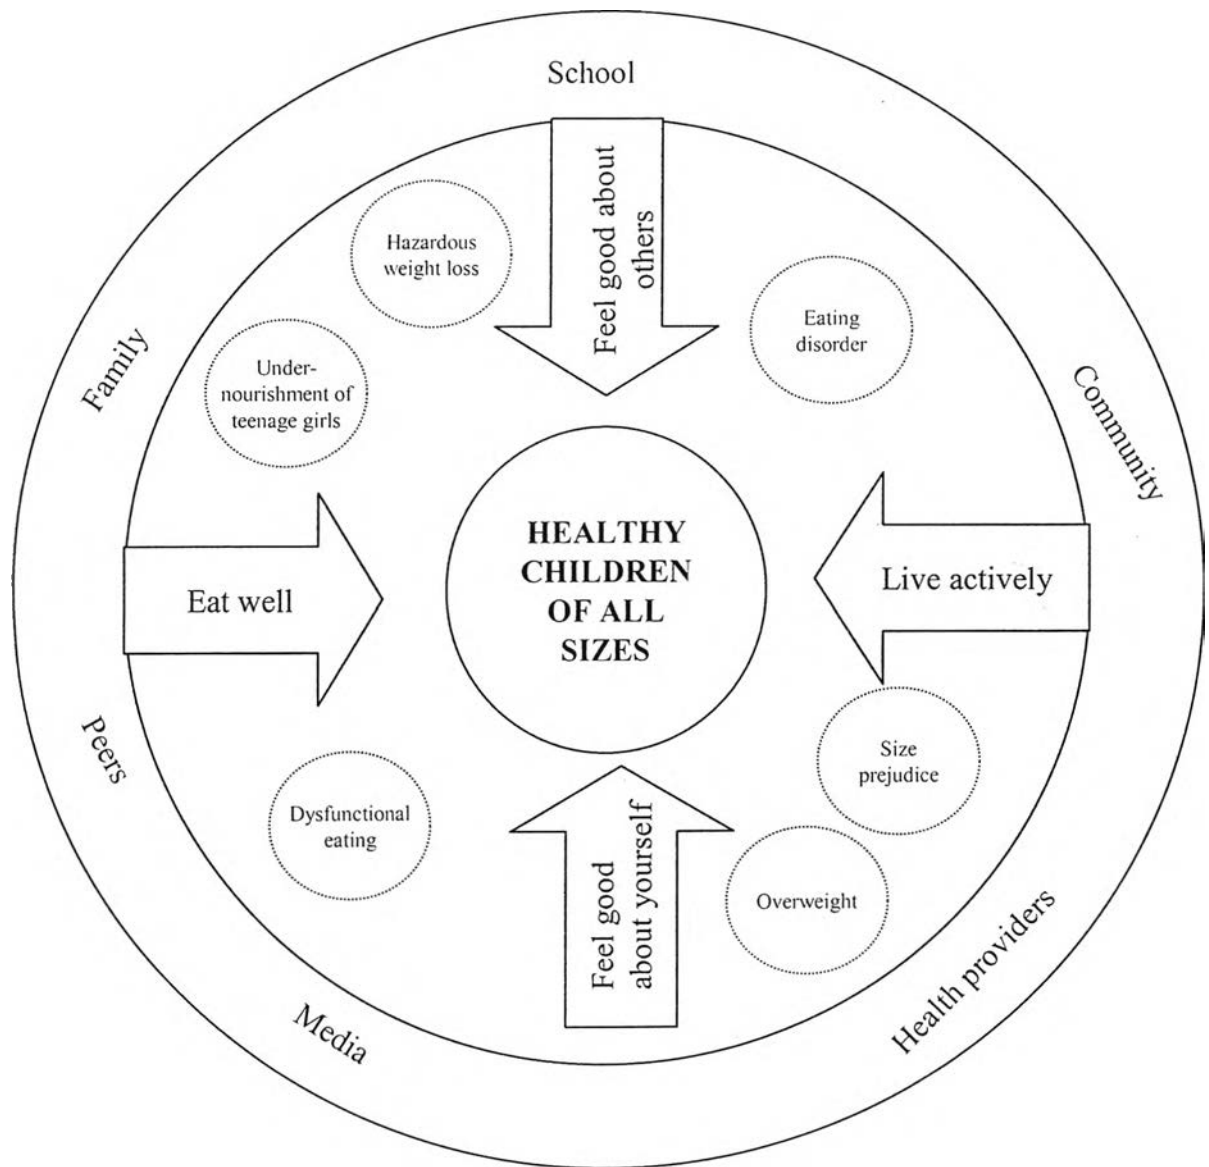 School
Feel good about
others
Hazardous
weight loss
Eating
disorder
Family
Under-
nourishment of
teenage girls
Community
HEALTHY
CHILDREN
OF ALL
SIZES
Eat well
Live actively
Peers
Size
prejudice
Dysfunctional
eating
Feel good
about yourself
Overweight
Media
Health providers